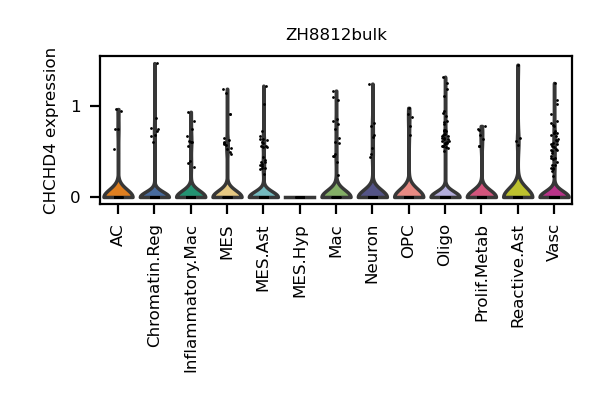 ZH8812bulk
CHCHD4 expression
1
0
AC
Chromatin.Reg
Inflammatory.Mac
MES
MES.Ast
MES.Hyp
Mac
Neuron
OPC
Oligo
Prolif.Metab
Reactive.Ast
Vasc